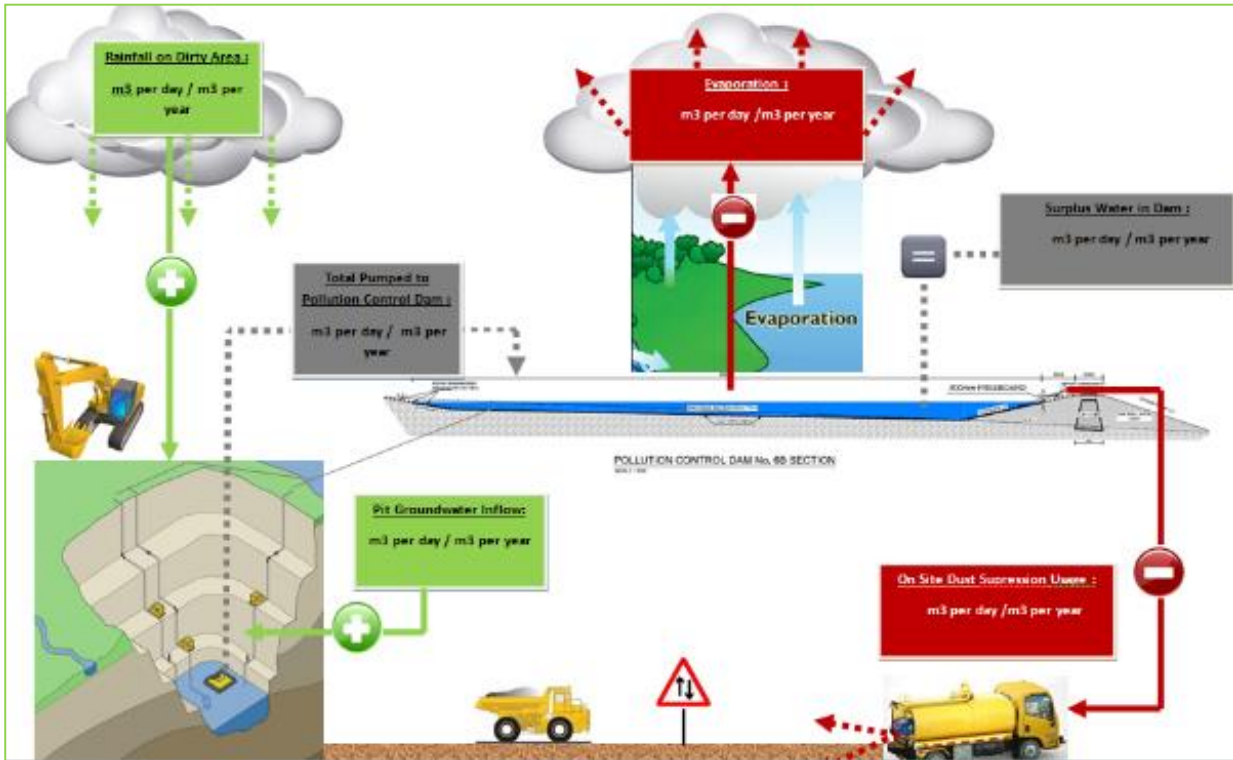 Rainfall on Dirty Area :
m3 per day / m3 per
year
Evaporation :
m3 per day /m3 per year
Surplus Water in Dam :
m3 per day / m3 per year
Total Pumped to
Pollution Control Dam :
m3 per day / m3 per
year
Evaporation
POLLUTION CONTROL DAM No. 6B SECTION
Pit Groundwater Inflow:
m3 per day / m3 per year
On Site Dust Supression Usage :
m3 per day /m3 per year